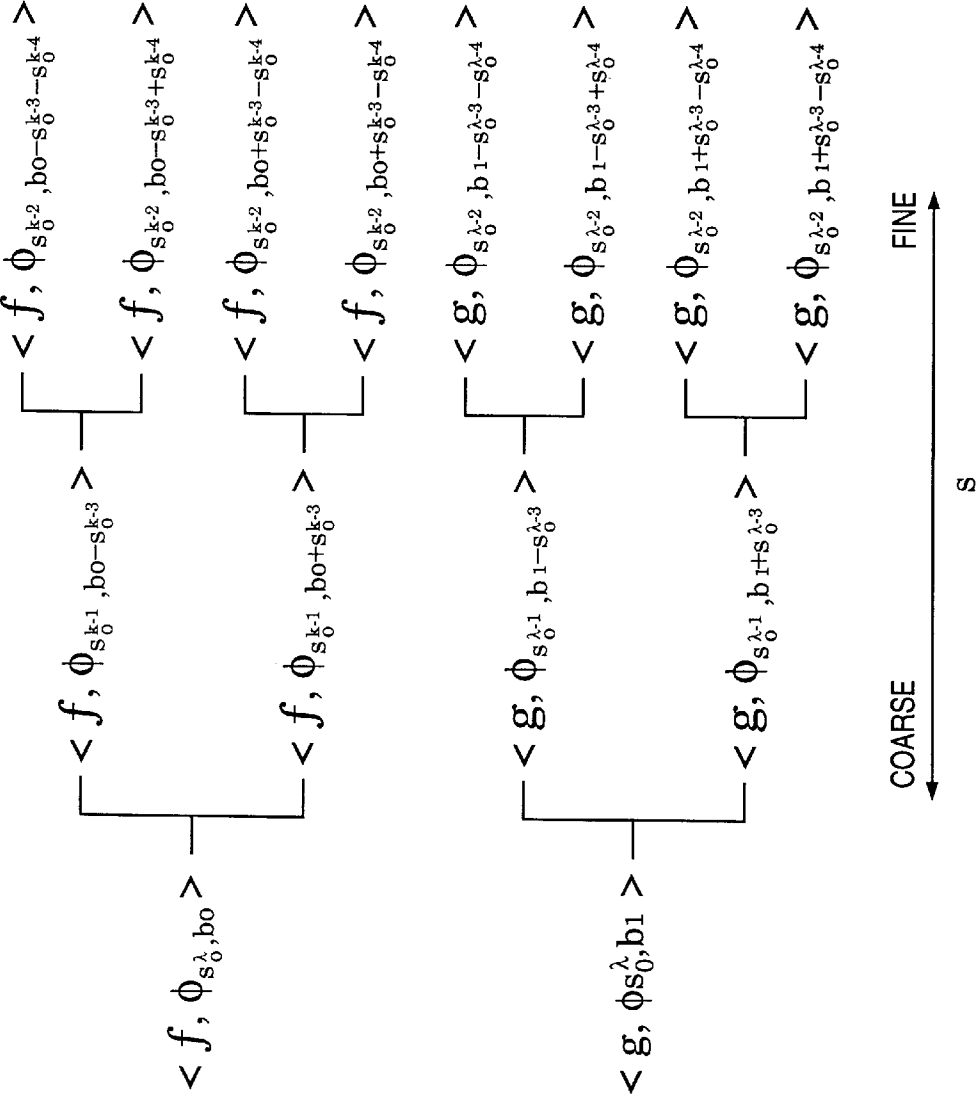 < f, ϕ_{s_0^λ, b0} >
< f, ϕ_{s_0^{k-1}, b0−s_0^{k-3}} >
< f, ϕ_{s_0^{k-1}, b0+s_0^{k-3}} >
< f, ϕ_{s_0^{k-2}, b0−s_0^{k-3}−s_0^{k-4}} >
< f, ϕ_{s_0^{k-2}, b0−s_0^{k-3}+s_0^{k-4}} >
< f, ϕ_{s_0^{k-2}, b0+s_0^{k-3}−s_0^{k-4}} >
< f, ϕ_{s_0^{k-2}, b0+s_0^{k-3}−s_0^{k-4}} >
< g, ϕs_0^λ, b1 >
< g, ϕ_{s_0^{λ-1}, b1−s_0^{λ-3}} >
< g, ϕ_{s_0^{λ-1}, b1+s_0^{λ-3}} >
< g, ϕ_{s_0^{λ-2}, b1−s_0^{λ-3}−s_0^{λ-4}} >
< g, ϕ_{s_0^{λ-2}, b1−s_0^{λ-3}+s_0^{λ-4}} >
< g, ϕ_{s_0^{λ-2}, b1+s_0^{λ-3}−s_0^{λ-4}} >
< g, ϕ_{s_0^{λ-2}, b1+s_0^{λ-3}−s_0^{λ-4}} >
COARSE
FINE
s